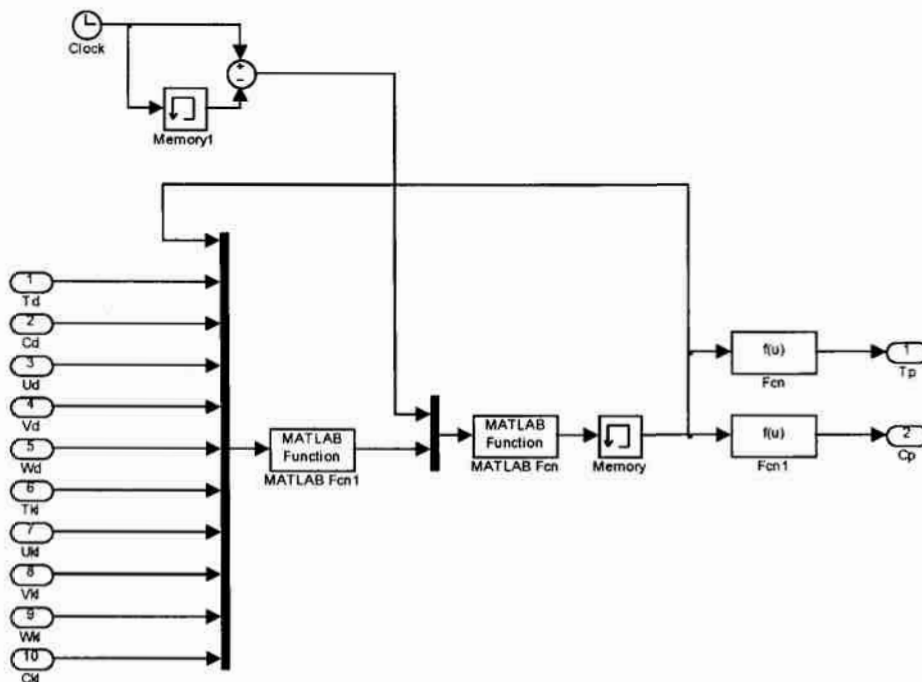 Clock
+
−
Memory1
1
Td
2
Cd
3
Ud
4
Vd
5
Wd
6
Tkl
7
Ukl
8
Vkl
9
Wkl
10
Ckl
MATLAB
Function
MATLAB Fcn1
MATLAB
Function
MATLAB Fcn
Memory
f(u)
Fcn
1
Tp
f(u)
Fcn1
2
Cp